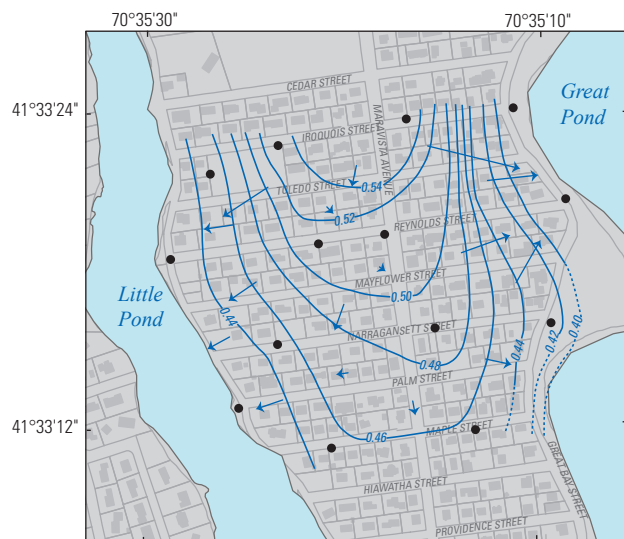 70°35'30"
70°35'10"
41°33'24"
41°33'12"
CEDAR STREET
MARAVISTA AVENUE
Great
Pond
IROQUOIS STREET
TOLEDO STREET
0.54
0.52
REYNOLDS STREET
MAYFLOWER STREET
0.50
Little
Pond
0.44
NARRAGANSETT STREET
0.40
0.42
0.44
0.48
PALM STREET
0.46
MAPLE STREET
GREAT BAY STREET
HIAWATHA STREET
PROVIDENCE STREET